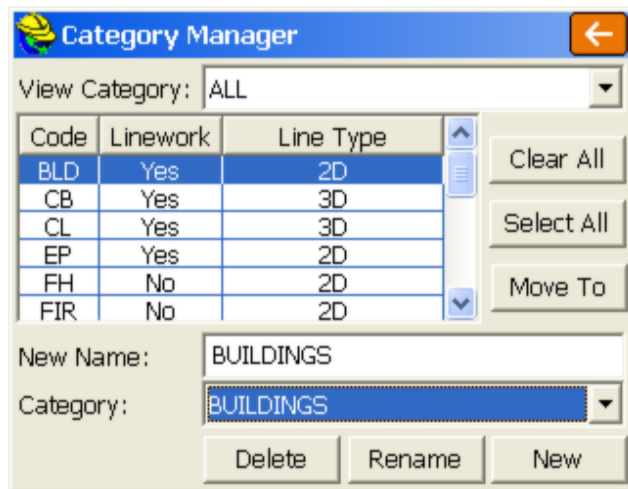 Category Manager
View Category: ALL
Code Linework Line Type
BLD Yes 2D
CB Yes 3D
CL Yes 3D
EP Yes 2D
FH No 2D
FIR No 2D
Clear All
Select All
Move To
New Name: BUILDINGS
Category: BUILDINGS
Delete Rename New